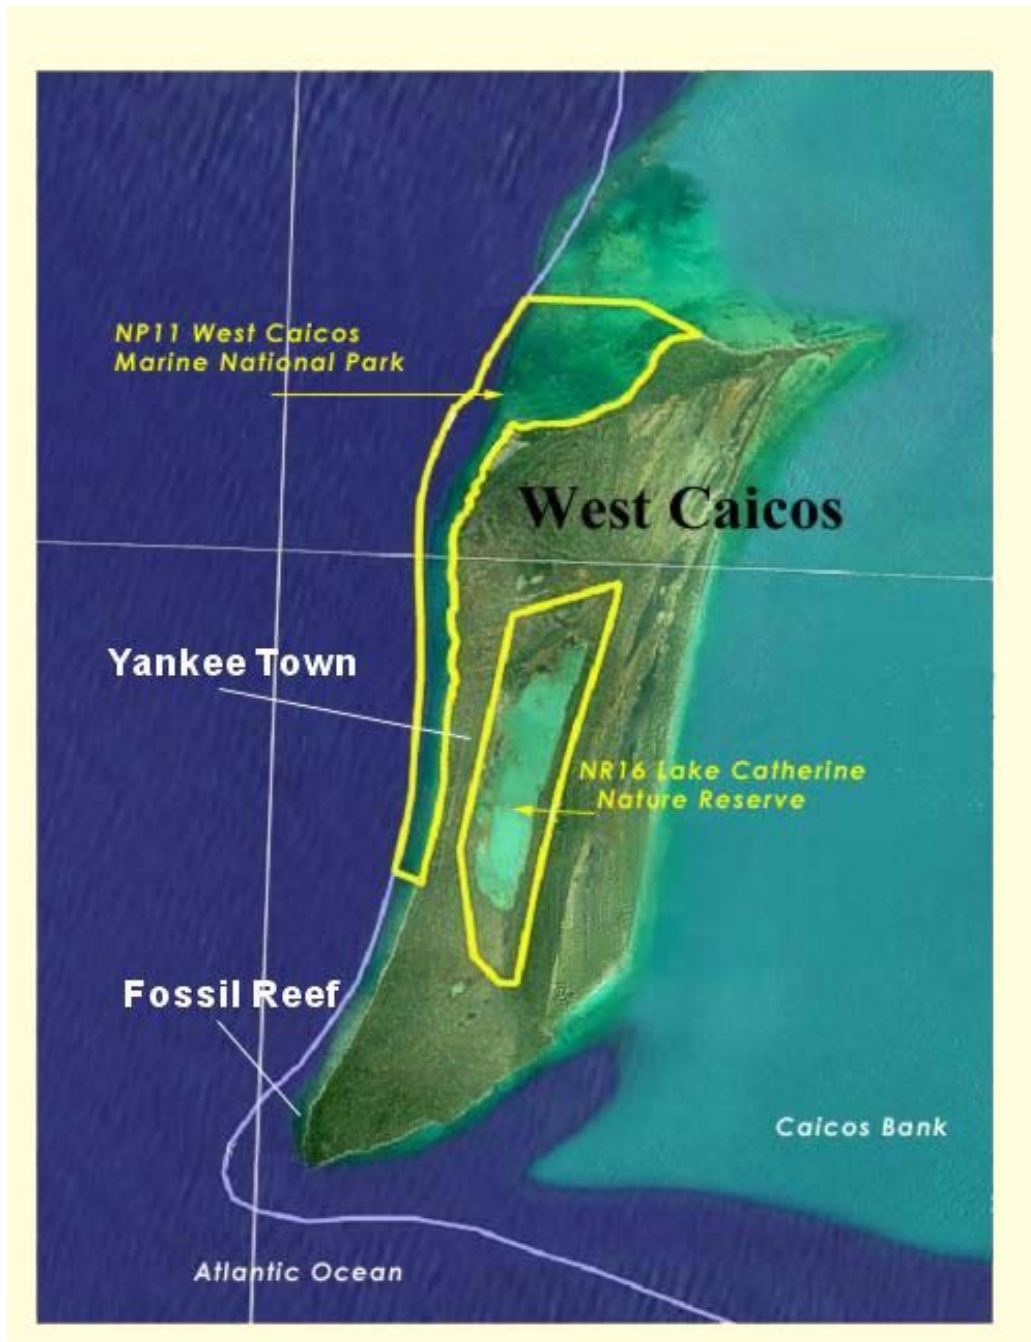 NP11 West Caicos
Marine National Park
West Caicos
Yankee Town
NR16 Lake Catherine
Nature Reserve
Fossil Reef
Caicos Bank
Atlantic Ocean